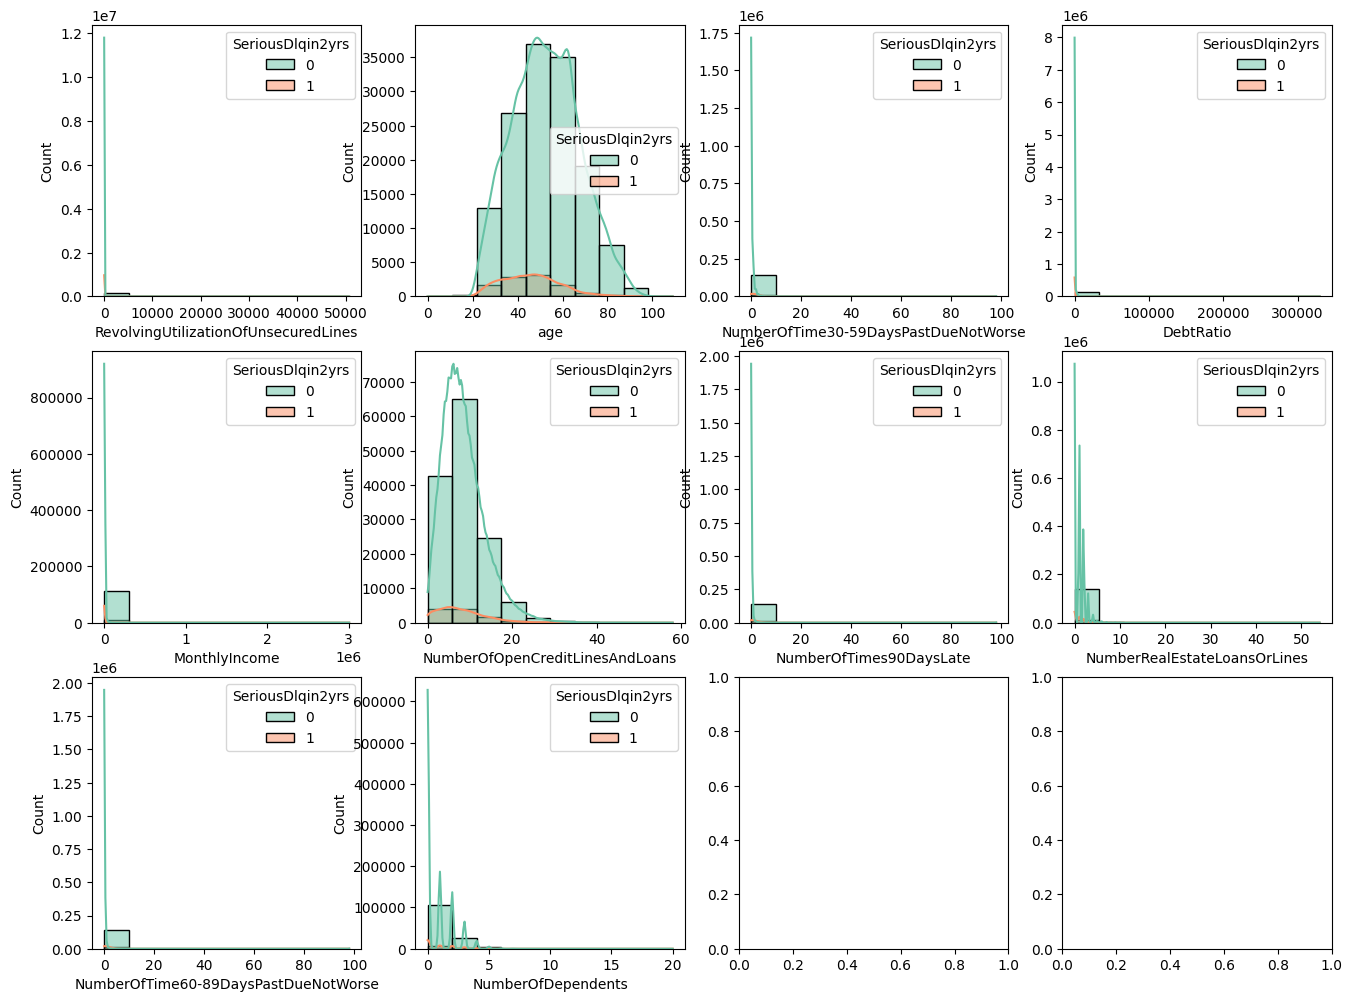 1e7
1.2
1.0
0.8
0.6
0.4
0.2
0.0
Count
0 10000 20000 30000 40000 50000
RevolvingUtilizationOfUnsecuredLines
SeriousDlqin2yrs
0
1
35000
30000
25000
20000
15000
10000
5000
0
Count
0 20 40 60 80 100
age
SeriousDlqin2yrs
0
1
1e6
1.75
1.50
1.25
1.00
0.75
0.50
0.25
0.00
Count
0 20 40 60 80 100
NumberOfTime30-59DaysPastDueNotWorse
SeriousDlqin2yrs
0
1
1e6
8
7
6
5
4
3
2
1
0
Count
0 100000 200000 300000
DebtRatio
SeriousDlqin2yrs
0
1
800000
600000
400000
200000
0
Count
0 1 2 3
MonthlyIncome
1e6
SeriousDlqin2yrs
0
1
70000
60000
50000
40000
30000
20000
10000
0
Count
0 20 40 60
NumberOfOpenCreditLinesAndLoans
SeriousDlqin2yrs
0
1
1e6
2.00
1.75
1.50
1.25
1.00
0.75
0.50
0.25
0.00
Count
0 20 40 60 80 100
NumberOfTimes90DaysLate
SeriousDlqin2yrs
0
1
1e6
1.0
0.8
0.6
0.4
0.2
0.0
Count
0 10 20 30 40 50
NumberRealEstateLoansOrLines
SeriousDlqin2yrs
0
1
1e6
2.00
1.75
1.50
1.25
1.00
0.75
0.50
0.25
0.00
Count
0 20 40 60 80 100
NumberOfTime60-89DaysPastDueNotWorse
SeriousDlqin2yrs
0
1
600000
500000
400000
300000
200000
100000
0
Count
0 5 10 15 20
NumberOfDependents
SeriousDlqin2yrs
0
1
1.0
0.8
0.6
0.4
0.2
0.0
0.0 0.2 0.4 0.6 0.8 1.0
1.0
0.8
0.6
0.4
0.2
0.0
0.0 0.2 0.4 0.6 0.8 1.0